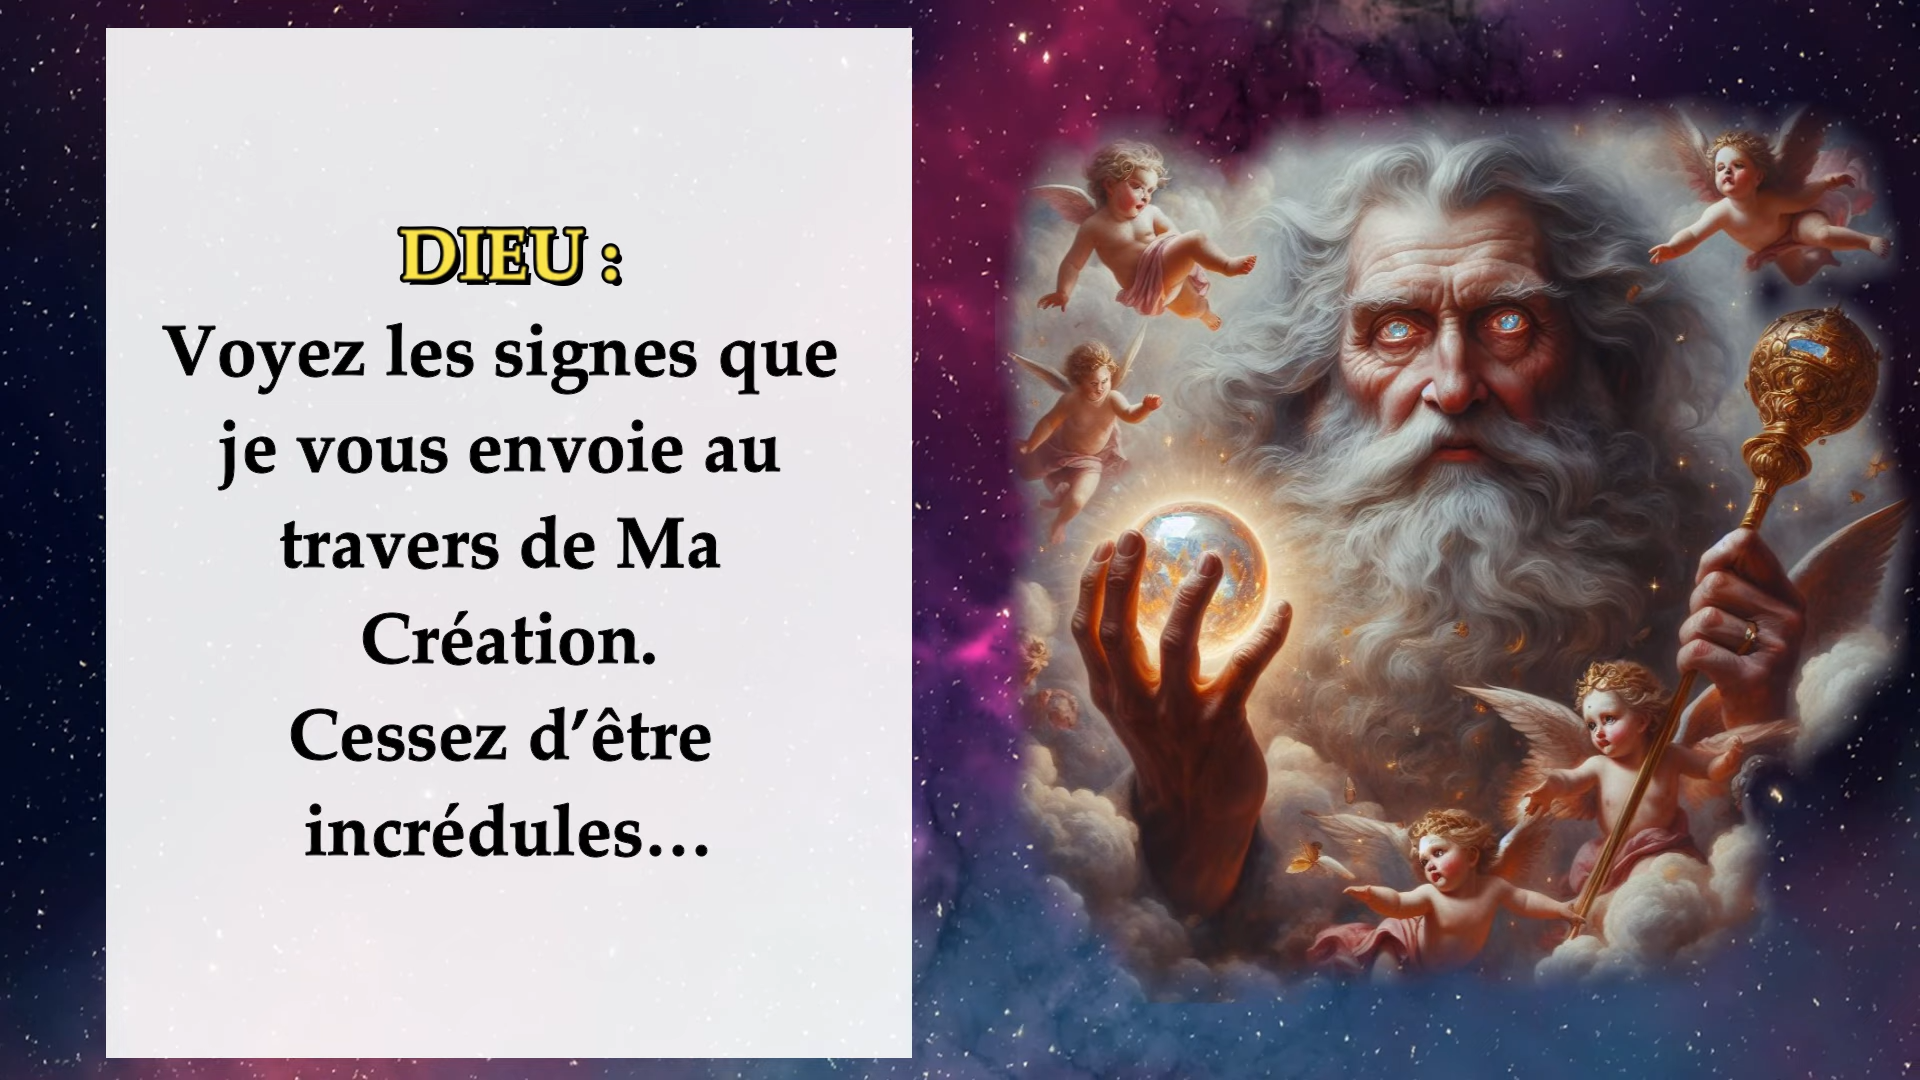 DIEU :
Voyez les signes que
je vous envoie au
travers de Ma
Création.
Cessez d’être
incrédules…